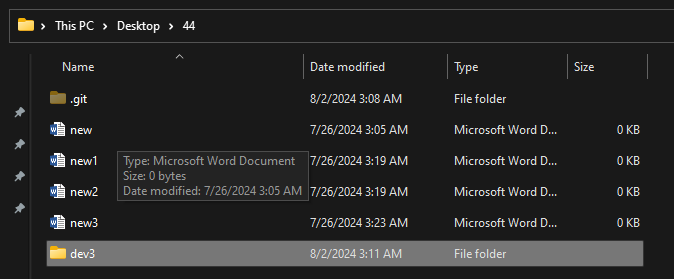 This PC > Desktop > 44
Name Date modified Type Size
.git 8/2/2024 3:08 AM File folder
new 7/26/2024 3:05 AM Microsoft Word D... 0 KB
new1 7/26/2024 3:19 AM Microsoft Word D... 0 KB
Type: Microsoft Word Document
Size: 0 bytes
Date modified: 7/26/2024 3:05 AM
new2 7/26/2024 3:19 AM Microsoft Word D... 0 KB
new3 7/26/2024 3:23 AM Microsoft Word D... 0 KB
dev3 8/2/2024 3:11 AM File folder